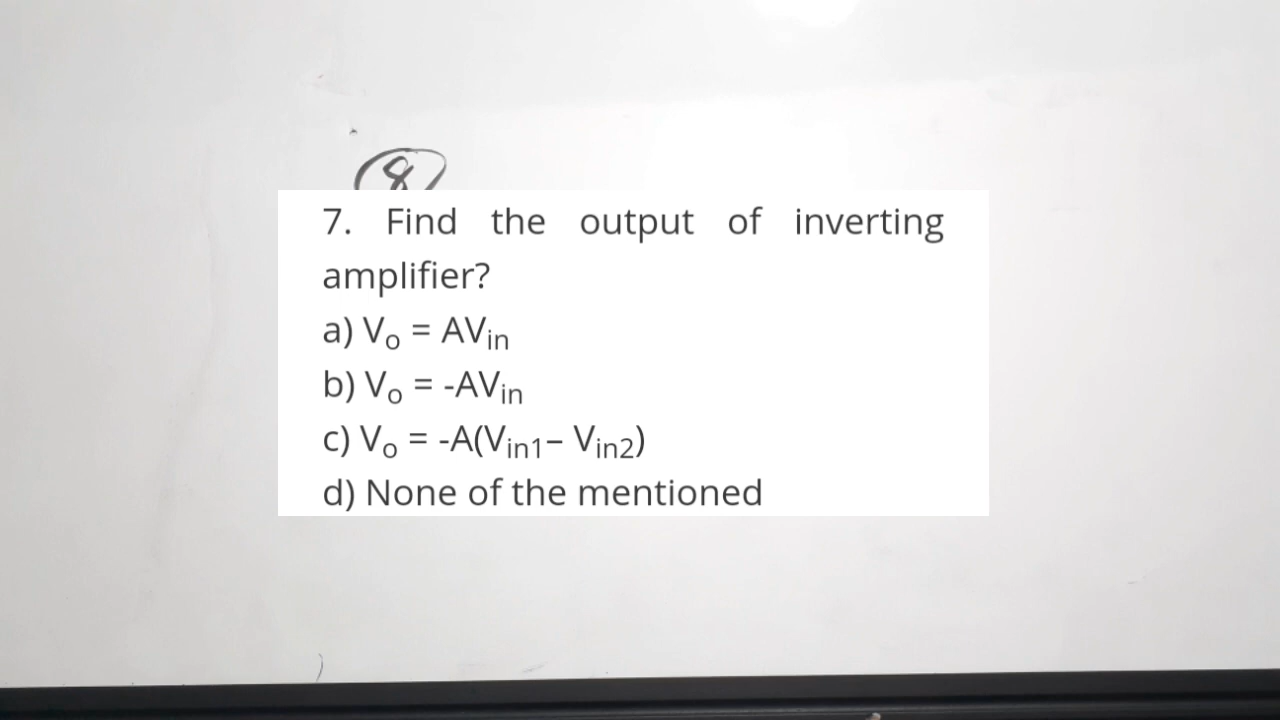 8
7. Find the output of inverting
amplifier?
a) Vₒ = AVᵢₙ
b) Vₒ = -AVᵢₙ
c) Vₒ = -A(Vᵢₙ₁– Vᵢₙ₂)
d) None of the mentioned